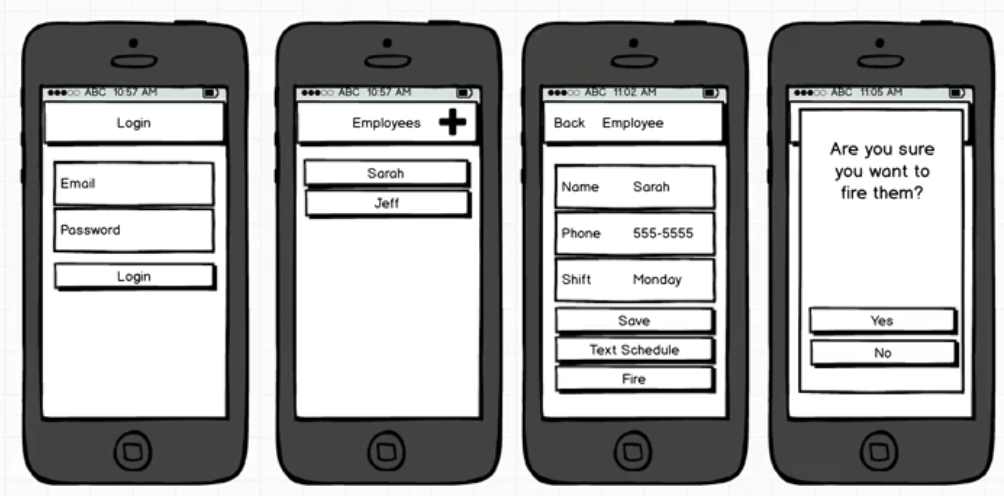 ABC 10:57 AM
Login
Email
Password
Login
ABC 10:57 AM
Employees
Sarah
Jeff
ABC 11:02 AM
Back Employee
Name Sarah
Phone 555-5555
Shift Monday
Save
Text Schedule
Fire
ABC 11:05 AM
Are you sure
you want to
fire them?
Yes
No